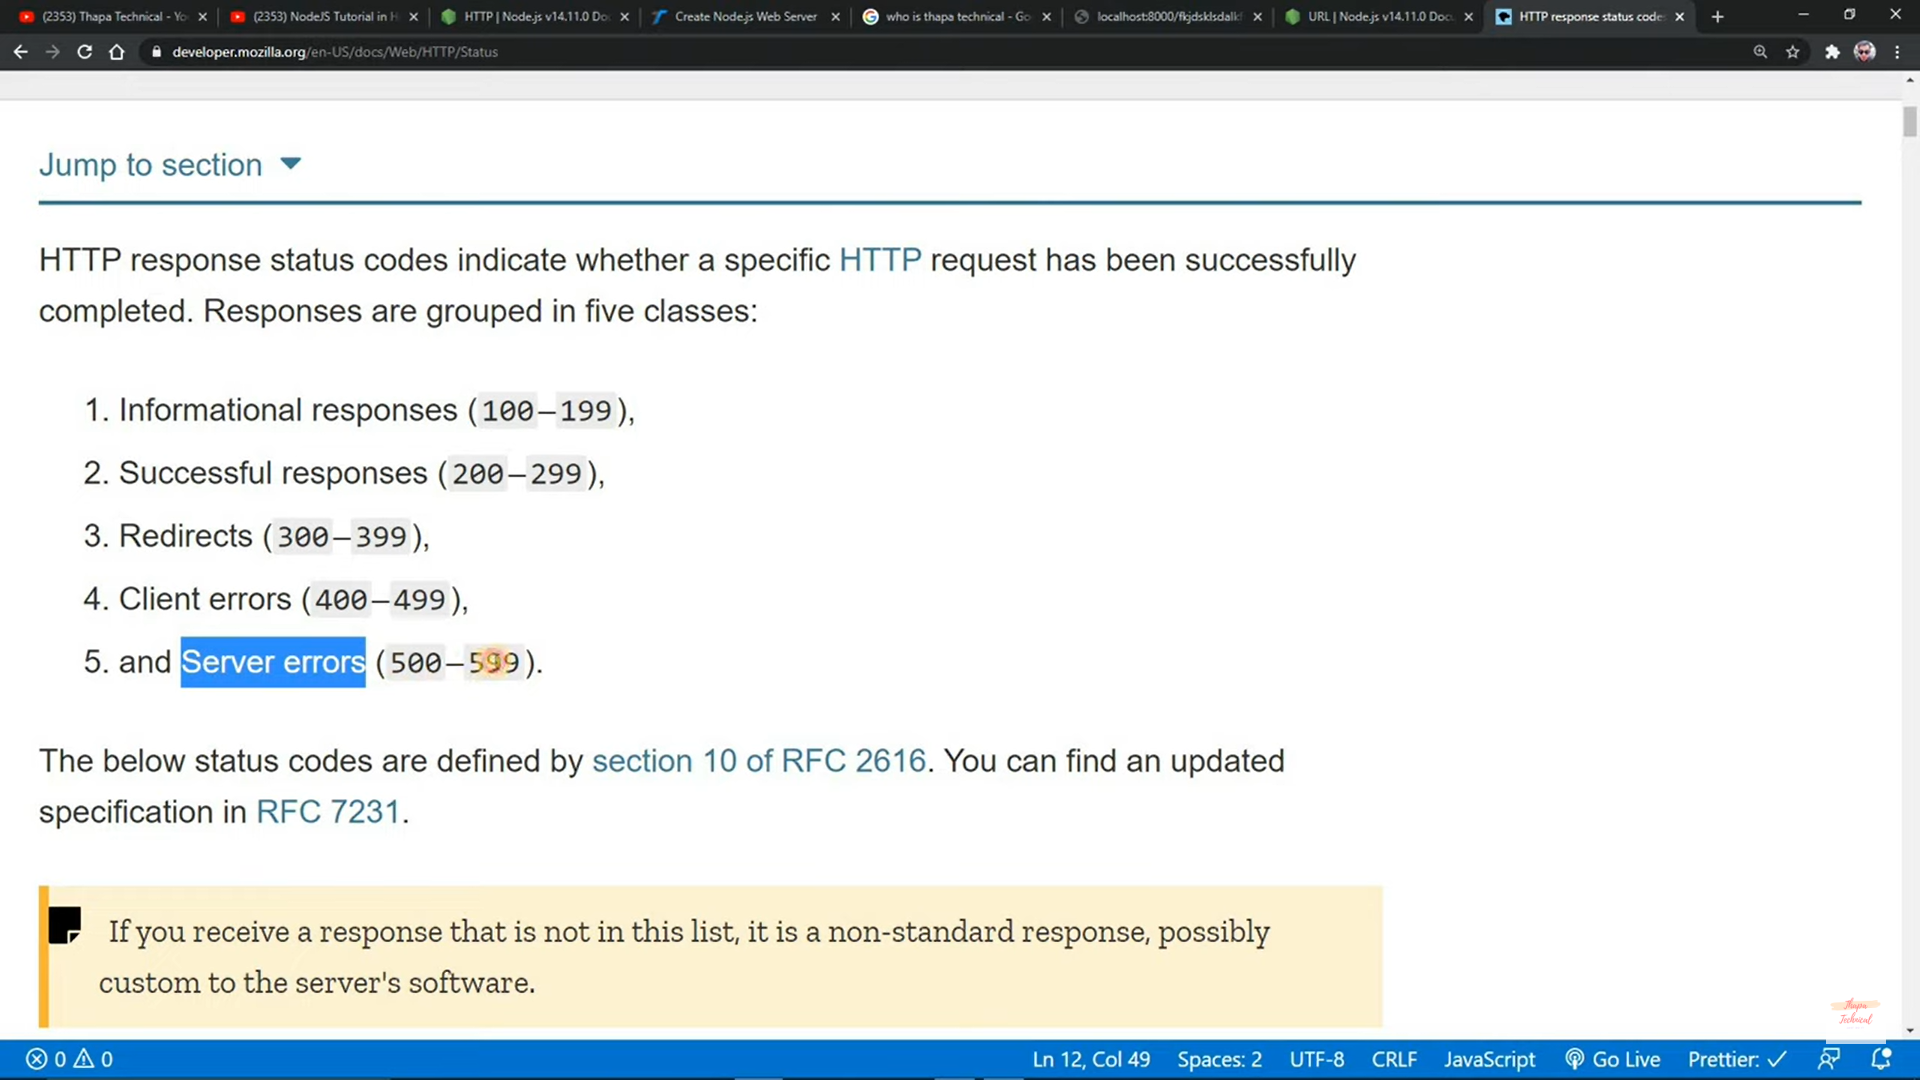 (2353) Thapa Technical - Yo
(2353) NodeJS Tutorial in H
HTTP | Node.js v14.11.0 Do
Create Node.js Web Server
who is thapa technical - Go
localhost:8000/fkjdsklsdalk
URL | Node.js v14.11.0 Docu
HTTP response status codes
developer.mozilla.org/en-US/docs/Web/HTTP/Status
Jump to section
HTTP response status codes indicate whether a specific HTTP request has been successfully
completed. Responses are grouped in five classes:
1. Informational responses (100–199),
2. Successful responses (200–299),
3. Redirects (300–399),
4. Client errors (400–499),
5. and Server errors (500–599).
The below status codes are defined by section 10 of RFC 2616. You can find an updated
specification in RFC 7231.
If you receive a response that is not in this list, it is a non-standard response, possibly
custom to the server's software.
Thapa
Technical
0 0 Ln 12, Col 49 Spaces: 2 UTF-8 CRLF JavaScript Go Live Prettier: ✓